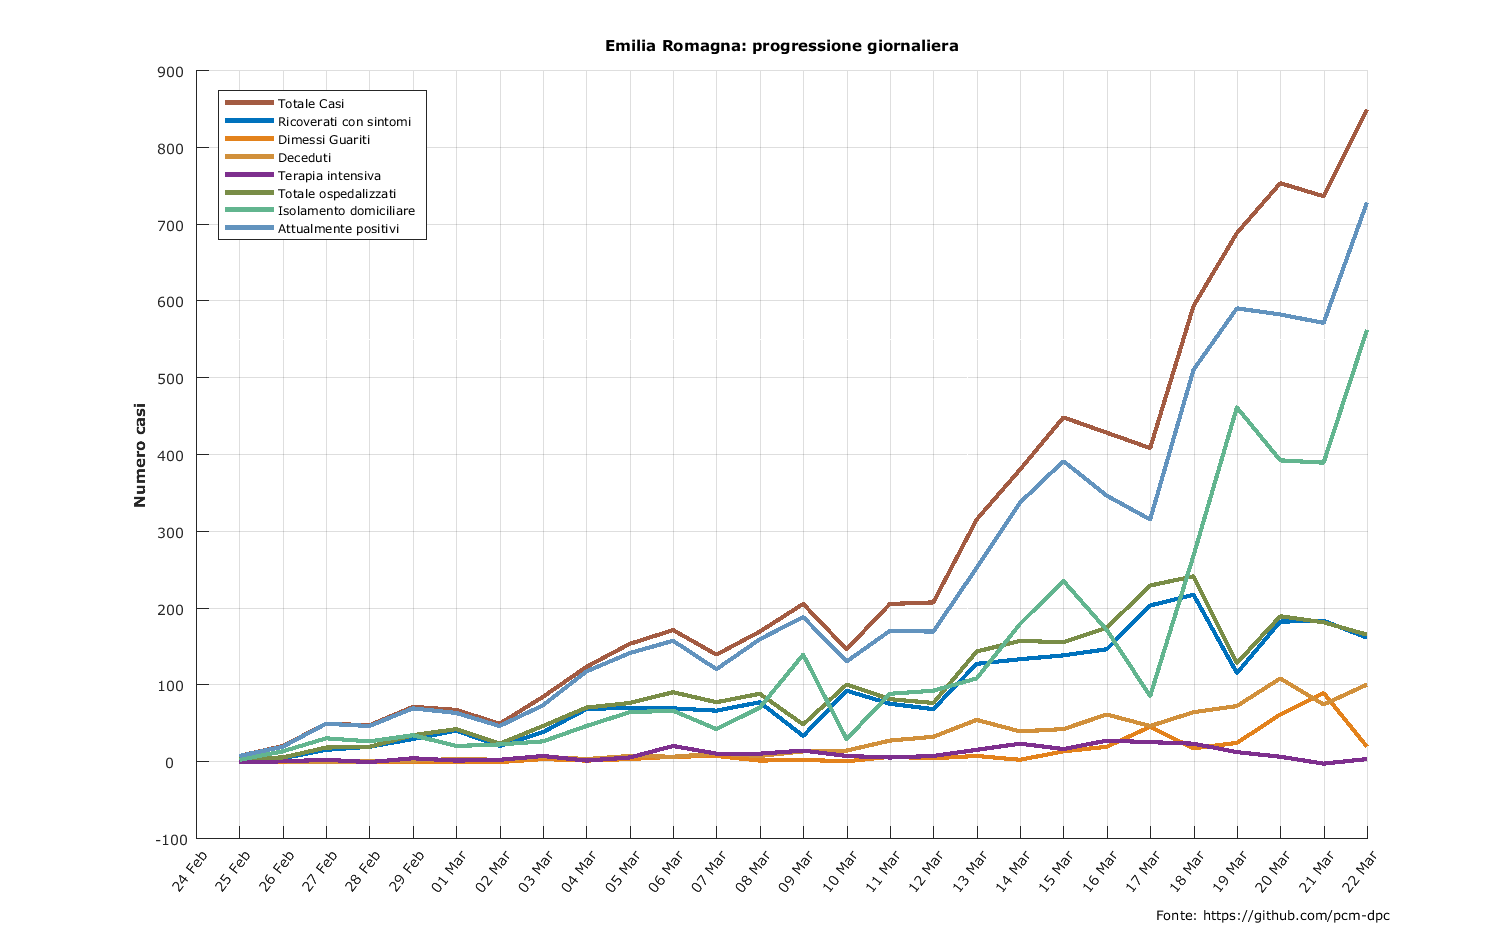 Emilia Romagna: progressione giornaliera
900
800
700
600
500
400
300
200
100
0
-100
Numero casi
Totale Casi
Ricoverati con sintomi
Dimessi Guariti
Deceduti
Terapia intensiva
Totale ospedalizzati
Isolamento domiciliare
Attualmente positivi
24 Feb
25 Feb
26 Feb
27 Feb
28 Feb
29 Feb
01 Mar
02 Mar
03 Mar
04 Mar
05 Mar
06 Mar
07 Mar
08 Mar
09 Mar
10 Mar
11 Mar
12 Mar
13 Mar
14 Mar
15 Mar
16 Mar
17 Mar
18 Mar
19 Mar
20 Mar
21 Mar
22 Mar
Fonte: https://github.com/pcm-dpc